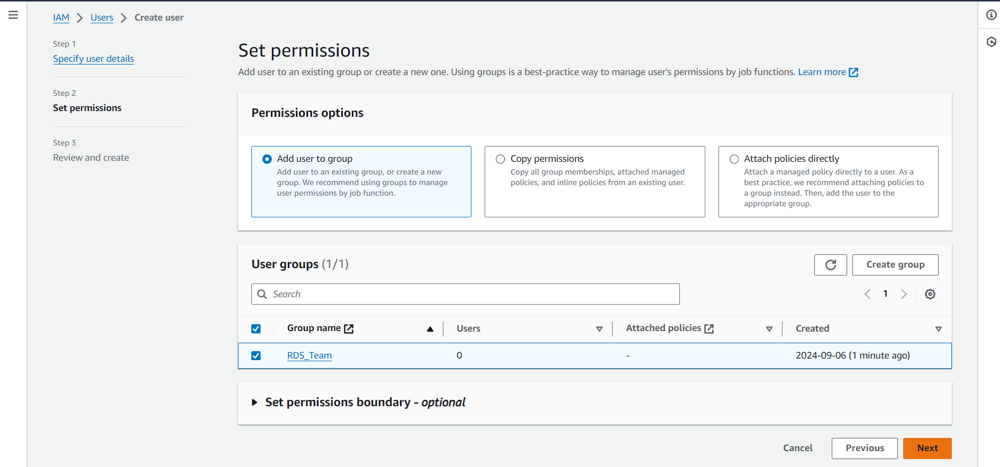 IAM > Users > Create user
Step 1
Specify user details
Step 2
Set permissions
Step 3
Review and create
Set permissions
Add user to an existing group or create a new one. Using groups is a best-practice way to manage user's permissions by job functions. Learn more
Permissions options
Add user to group
Add user to an existing group, or create a new
group. We recommend using groups to manage
user permissions by job function.
Copy permissions
Copy all group memberships, attached managed
policies, and inline policies from an existing user.
Attach policies directly
Attach a managed policy directly to a user. As a
best practice, we recommend attaching policies to
a group instead. Then, add the user to the
appropriate group.
User groups (1/1)
Create group
Search
1
Group name Users Attached policies Created
RDS_Team 0 - 2024-09-06 (1 minute ago)
Set permissions boundary - optional
Cancel Previous Next